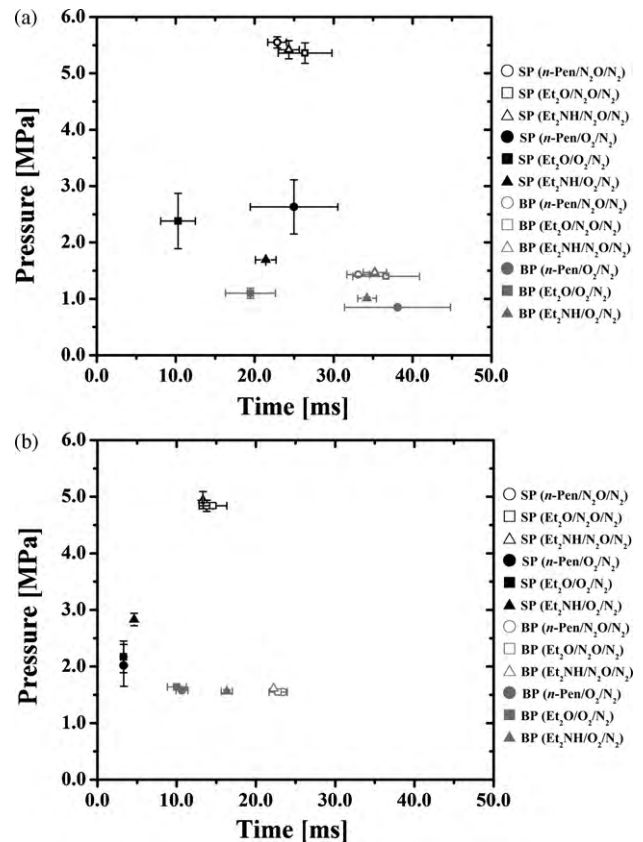 (a)
6.0
5.0
4.0
3.0
2.0
1.0
0.0
Pressure [MPa]
0.0 10.0 20.0 30.0 40.0 50.0
Time [ms]
SP (n-Pen/N₂O/N₂)
SP (Et₂O/N₂O/N₂)
SP (Et₂NH/N₂O/N₂)
SP (n-Pen/O₂/N₂)
SP (Et₂O/O₂/N₂)
SP (Et₂NH/O₂/N₂)
BP (n-Pen/N₂O/N₂)
BP (Et₂O/N₂O/N₂)
BP (Et₂NH/N₂O/N₂)
BP (n-Pen/O₂/N₂)
BP (Et₂O/O₂/N₂)
BP (Et₂NH/O₂/N₂)
(b)
6.0
5.0
4.0
3.0
2.0
1.0
0.0
Pressure [MPa]
0.0 10.0 20.0 30.0 40.0 50.0
Time [ms]
SP (n-Pen/N₂O/N₂)
SP (Et₂O/N₂O/N₂)
SP (Et₂NH/N₂O/N₂)
SP (n-Pen/O₂/N₂)
SP (Et₂O/O₂/N₂)
SP (Et₂NH/O₂/N₂)
BP (n-Pen/N₂O/N₂)
BP (Et₂O/N₂O/N₂)
BP (Et₂NH/N₂O/N₂)
BP (n-Pen/O₂/N₂)
BP (Et₂O/O₂/N₂)
BP (Et₂NH/O₂/N₂)